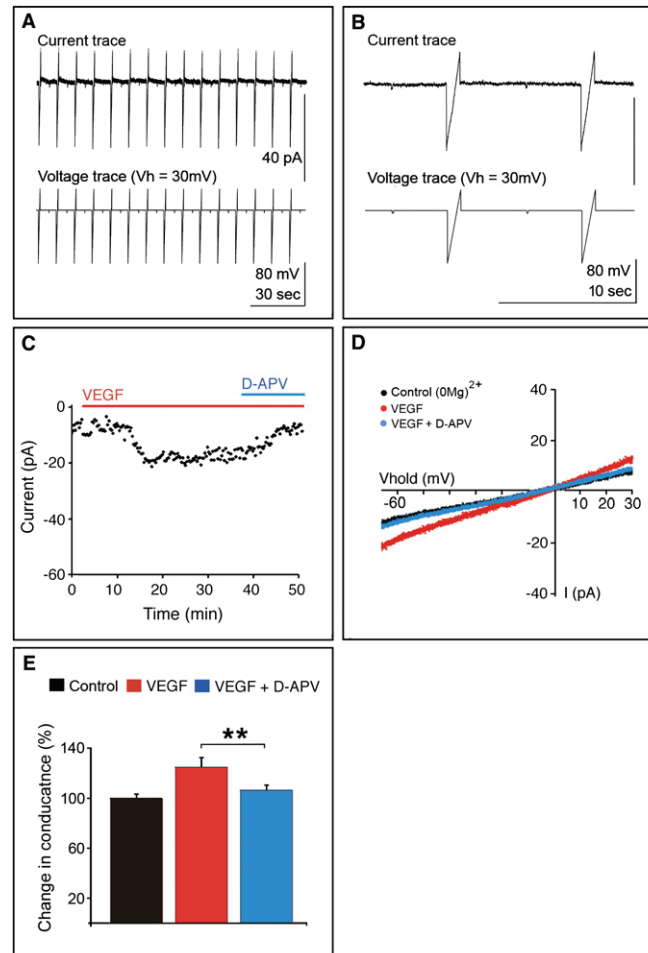 A
Current trace
40 pA
Voltage trace (Vh = 30mV)
80 mV
30 sec
B
Current trace
Voltage trace (Vh = 30mV)
80 mV
10 sec
C
VEGF
D-APV
0
-20
-40
-60
Current (pA)
0 10 20 30 40 50
Time (min)
D
Control (0Mg)2+
VEGF
VEGF + D-APV
Vhold (mV)
40
20
-20
-40
-60
10 30
I (pA)
E
Control VEGF VEGF + D-APV
Change in conducatnce (%)
140
100
60
20
**